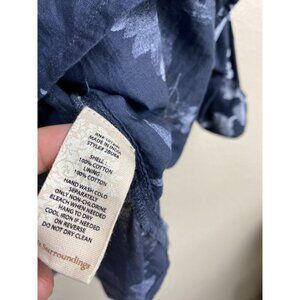 MADE IN INDIA
SHELL :
100% COTTON
LINING :
100% COTTON
HAND WASH COLD
SEPARATELY
ONLY NON-CHLORINE
BLEACH WHEN NEEDED
HANG TO DRY
COOL IRON IF NEEDED
ON REVERSE
DO NOT DRY CLEAN
Surroundings